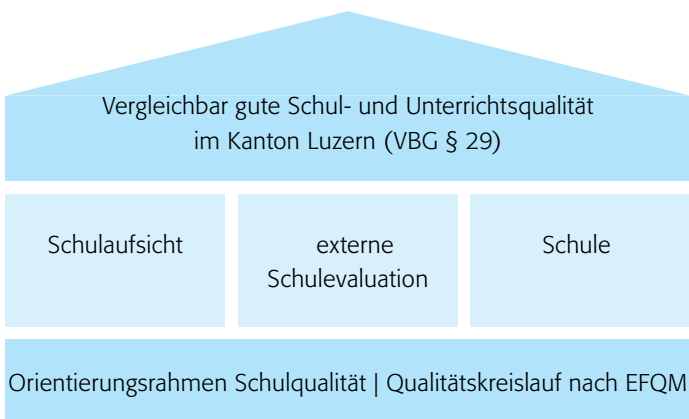 Vergleichbar gute Schul- und Unterrichtsqualität
im Kanton Luzern (VBG § 29)
Schulaufsicht
externe
Schulevaluation
Schule
Orientierungsrahmen Schulqualität | Qualitätskreislauf nach EFQM